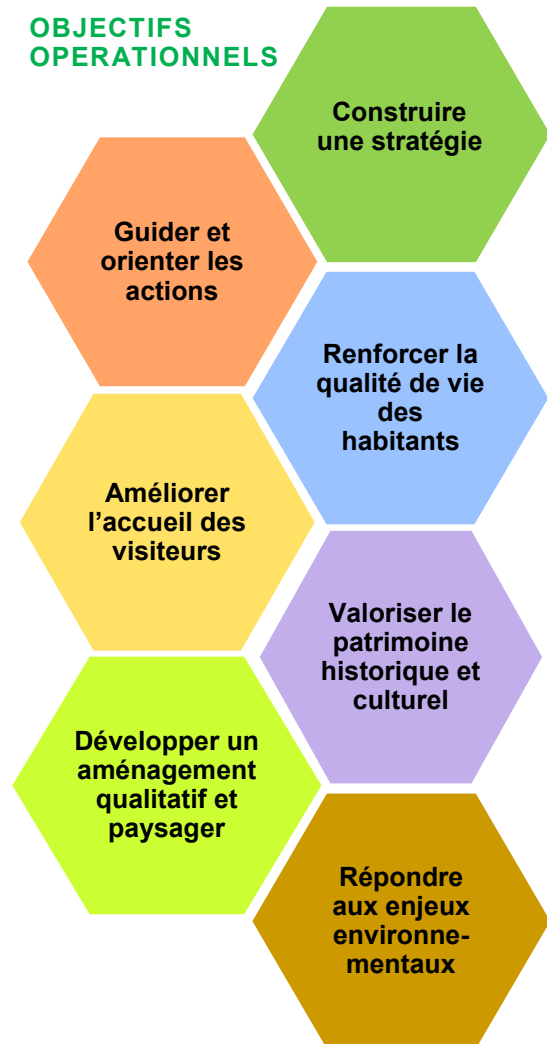 OBJECTIFS
OPERATIONNELS
Construire
une stratégie
Guider et
orienter les
actions
Renforcer la
qualité de vie
des
habitants
Améliorer
l’accueil des
visiteurs
Valoriser le
patrimoine
historique et
culturel
Développer un
aménagement
qualitatif et
paysager
Répondre
aux enjeux
environne-
mentaux